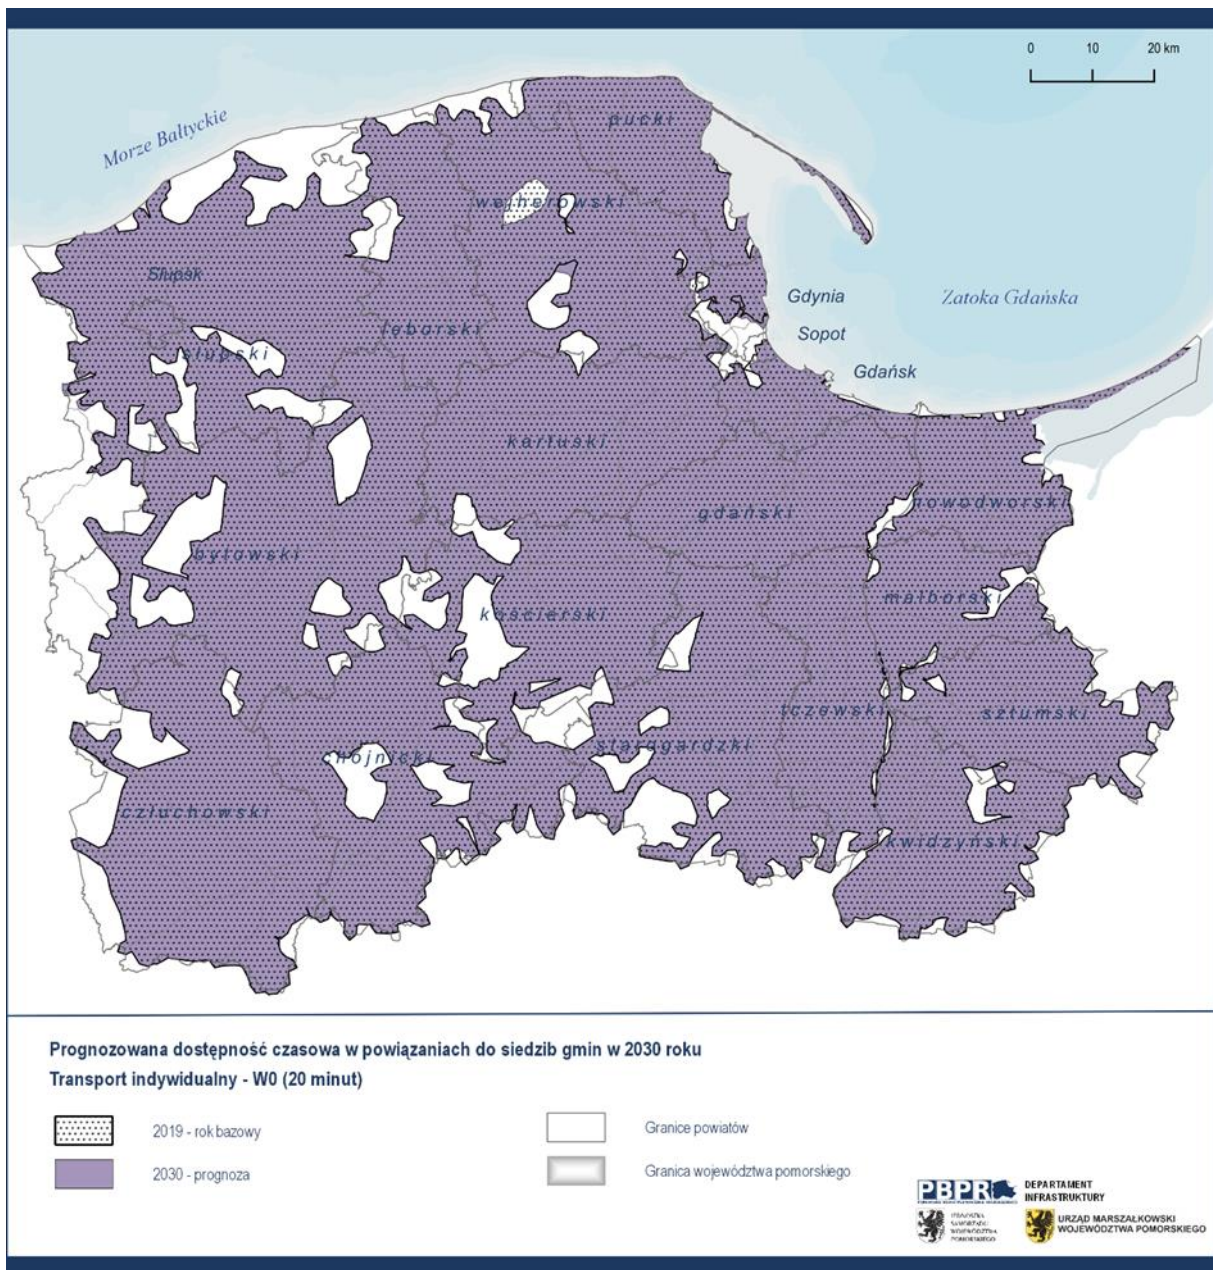 0 10 20 km
Morze Bałtyckie
pucki
wejherowski
Słupsk
Gdynia
Zatoka Gdańska
lęborski
Sopot
słupski
Gdańsk
kartuski
nowodworski
gdański
bytowski
malborski
kościerski
tczewski
sztumski
starogardzki
chojnicki
człuchowski
kwidzyński
Prognozowana dostępność czasowa w powiązaniach do siedzib gmin w 2030 roku
Transport indywidualny - W0 (20 minut)
2019 - rok bazowy
Granice powiatów
2030 - prognoza
Granica województwa pomorskiego
PBPR
DEPARTAMENT
INFRASTRUKTURY
URZĄD MARSZAŁKOWSKI
WOJEWÓDZTWA POMORSKIEGO